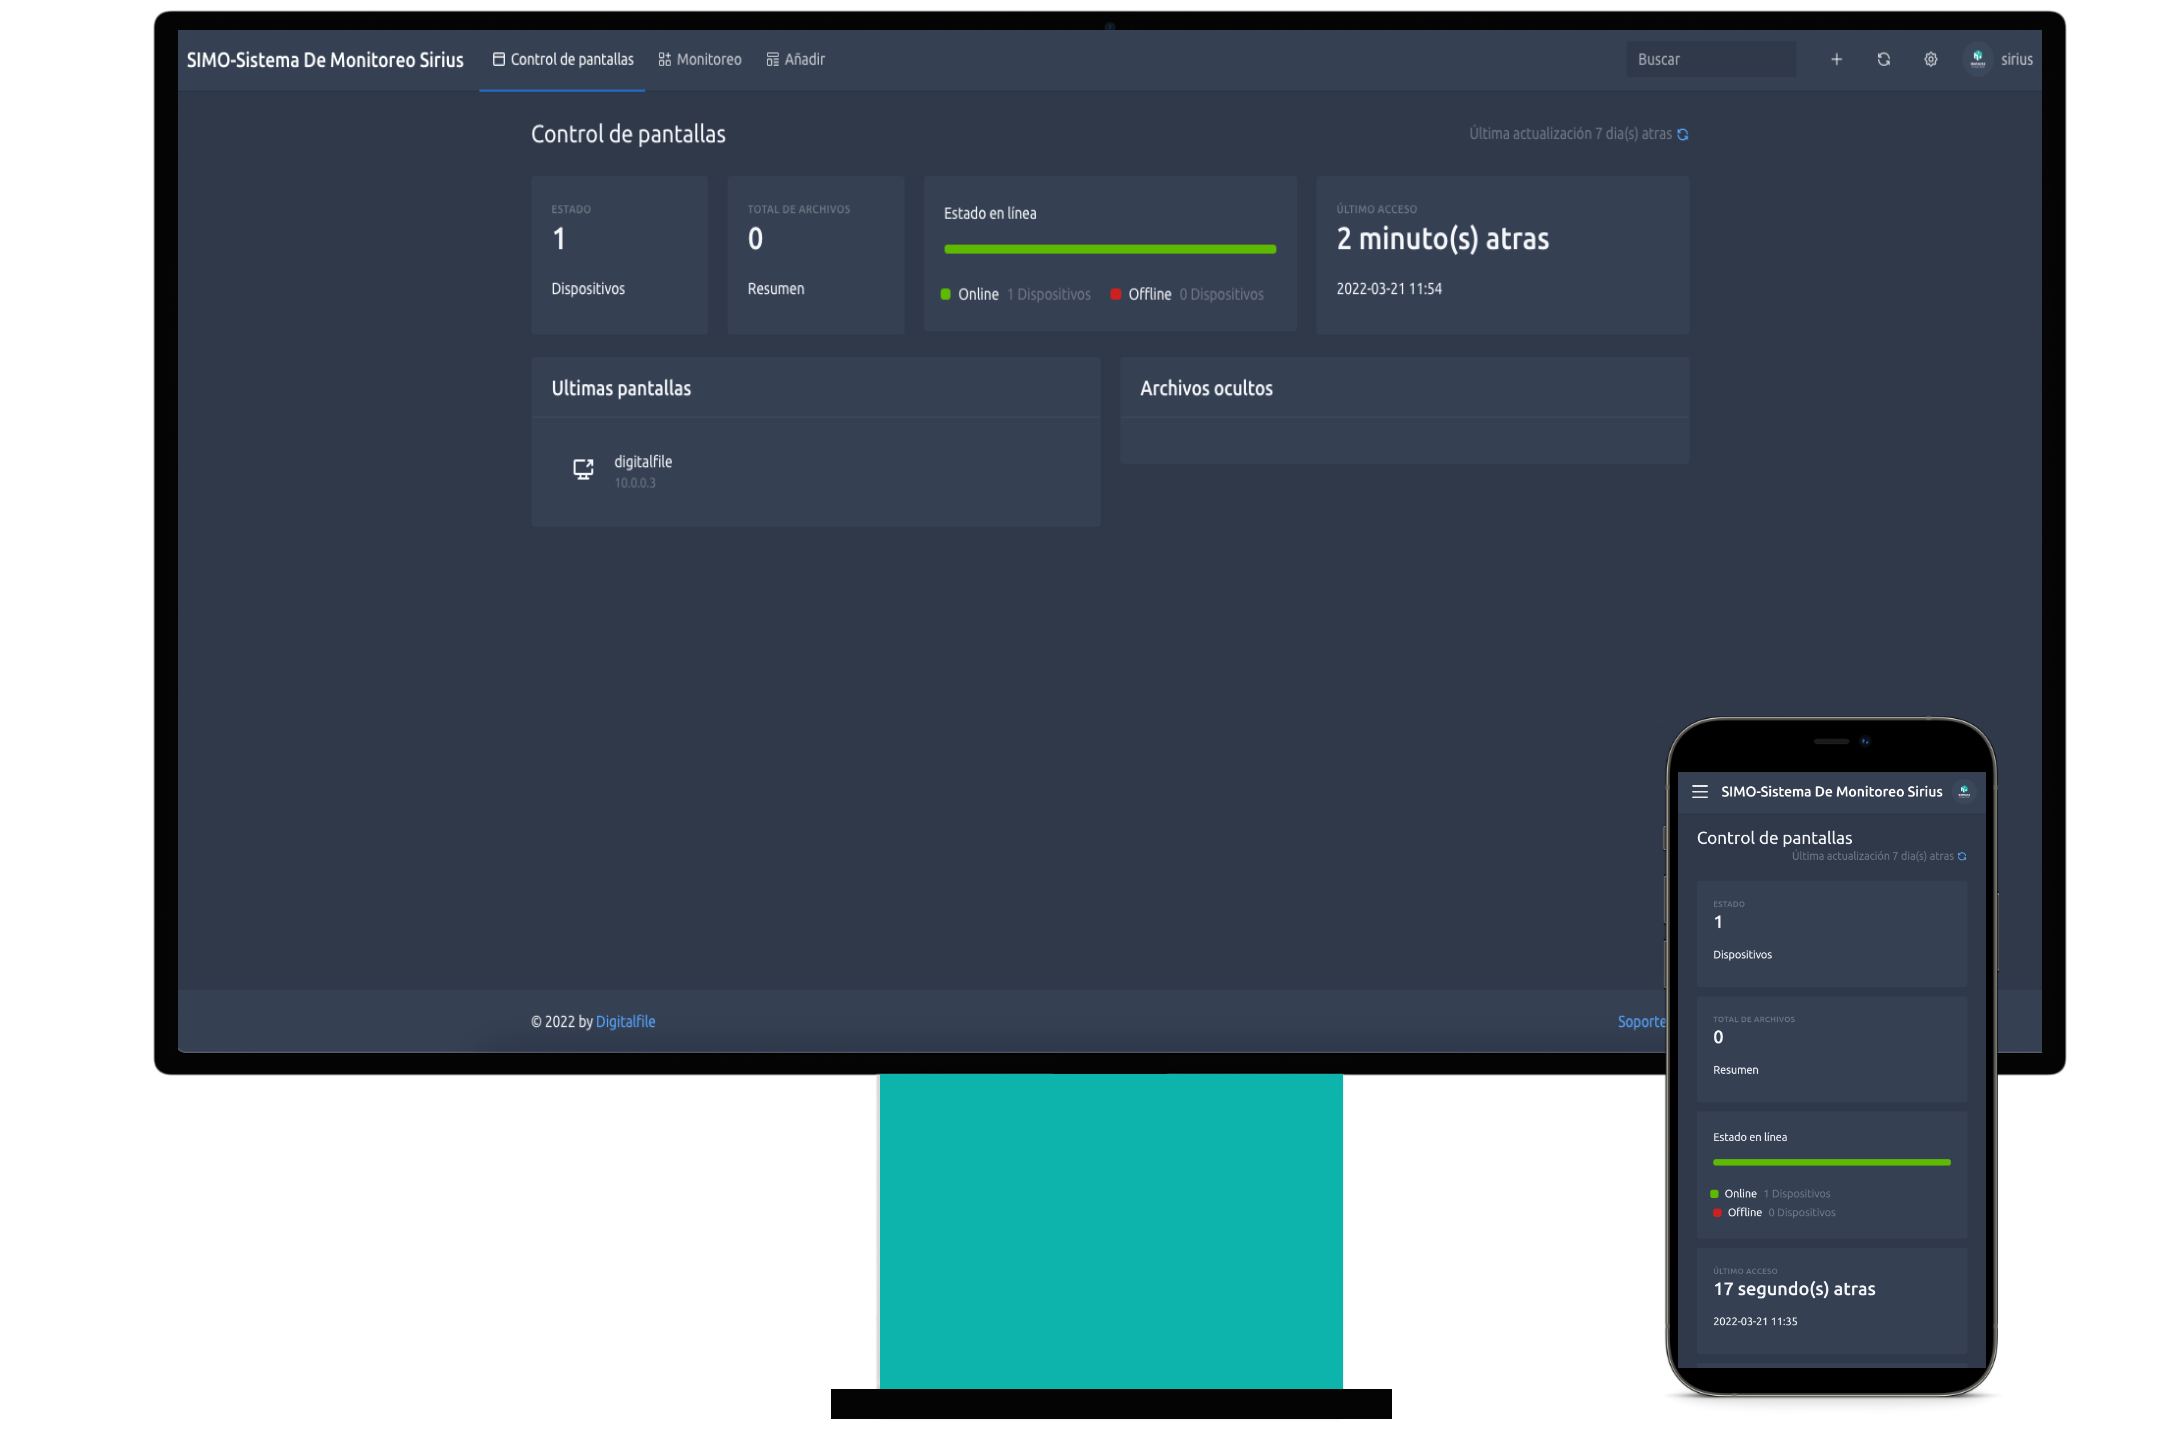 SIMO-Sistema De Monitoreo Sirius
Control de pantallas
Monitoreo
Añadir
Buscar
sirius
Control de pantallas
Última actualización 7 dia(s) atras
ESTADO
1
Dispositivos
TOTAL DE ARCHIVOS
0
Resumen
Estado en línea
Online 1 Dispositivos Offline 0 Dispositivos
ÚLTIMO ACCESO
2 minuto(s) atras
2022-03-21 11:54
Ultimas pantallas
digitalfile
10.0.0.3
Archivos ocultos
© 2022 by Digitalfile
Soporte
SIMO-Sistema De Monitoreo Sirius
Control de pantallas
Última actualización 7 dia(s) atras
ESTADO
1
Dispositivos
TOTAL DE ARCHIVOS
0
Resumen
Estado en línea
Online 1 Dispositivos
Offline 0 Dispositivos
ÚLTIMO ACCESO
17 segundo(s) atras
2022-03-21 11:35